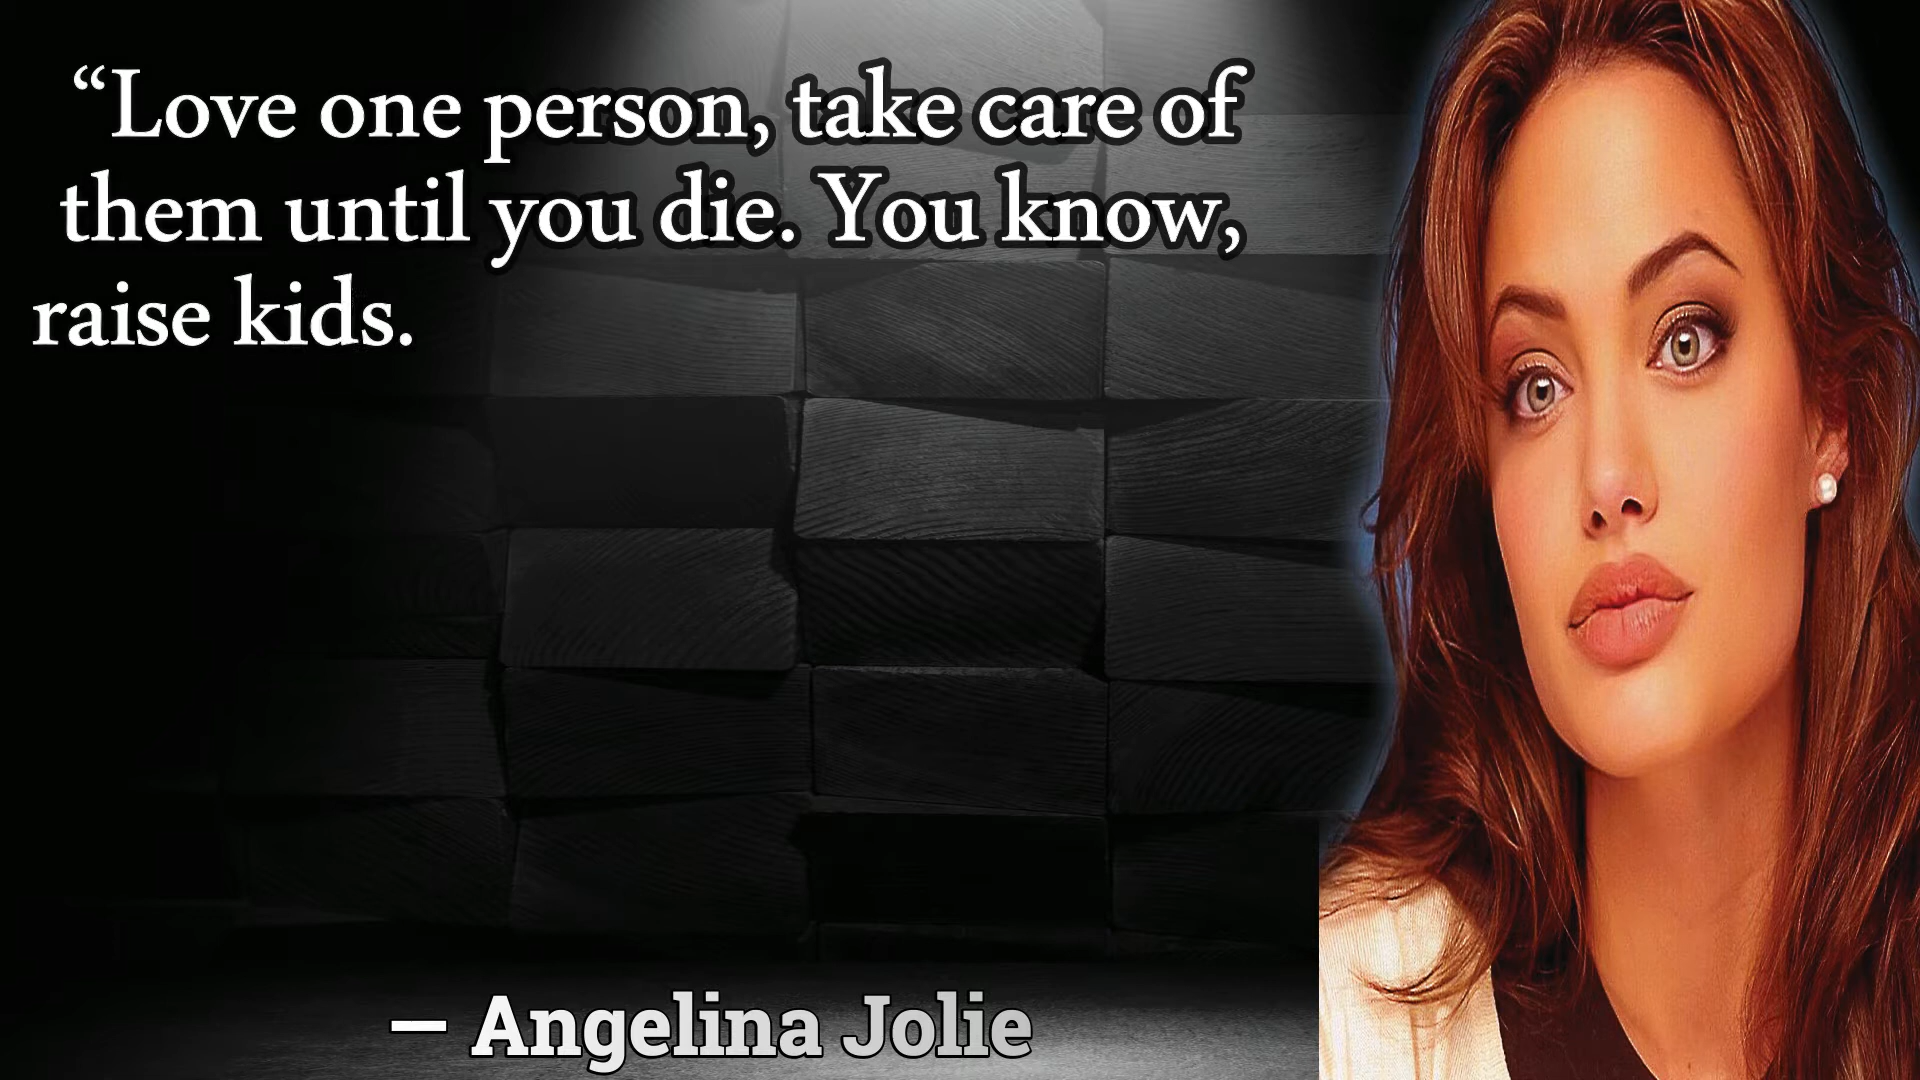 “Love one person, take care of
them until you die. You know,
raise kids.
— Angelina Jolie